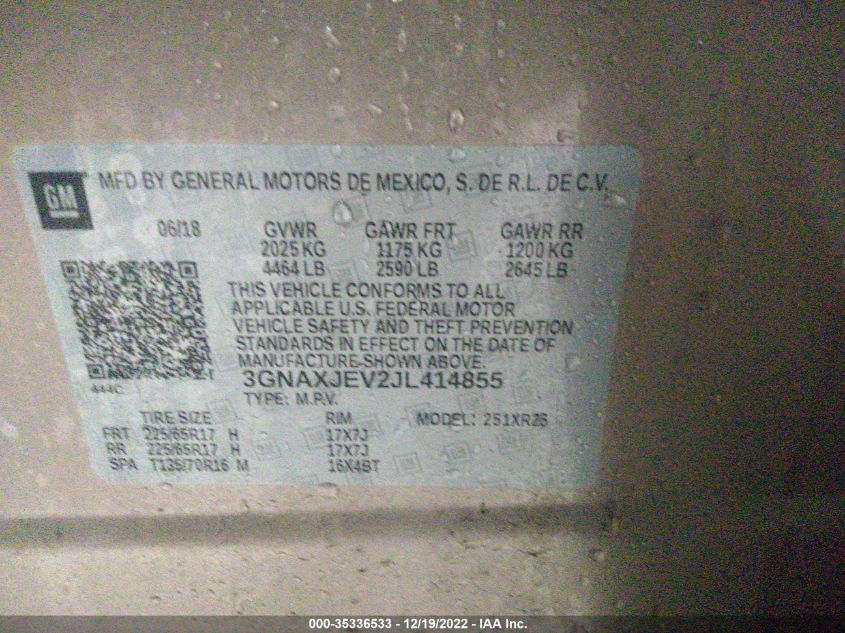 GM
MFD BY GENERAL MOTORS DE MEXICO, S. DE R.L. DE C.V.
06/18 GVWR GAWR FRT GAWR RR
2025 KG 1175 KG 1200 KG
4464 LB 2590 LB 2645 LB
THIS VEHICLE CONFORMS TO ALL
APPLICABLE U.S. FEDERAL MOTOR
VEHICLE SAFETY AND THEFT PREVENTION
STANDARDS IN EFFECT ON THE DATE OF
MANUFACTURE SHOWN ABOVE.
444C 3GNAXJEV2JL414855
TYPE: M.P.V.
TIRE SIZE RIM MODEL: 251XR26
FRT 225/65R17 H 17X7J
RR 225/65R17 H 17X7J
SPA T135/70R16 M 16X4BT
000-35336533 - 12/19/2022 - IAA Inc.